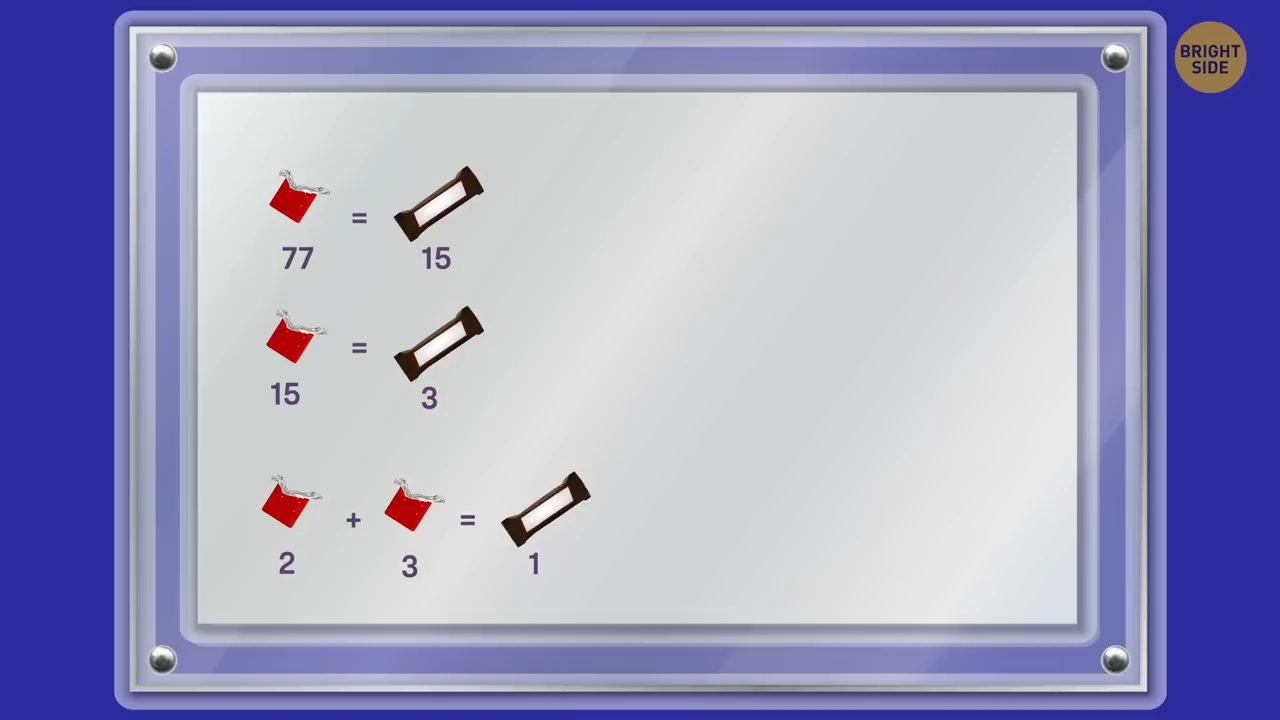 BRIGHT
SIDE
=
77 15
=
15 3
+ =
2 3 1